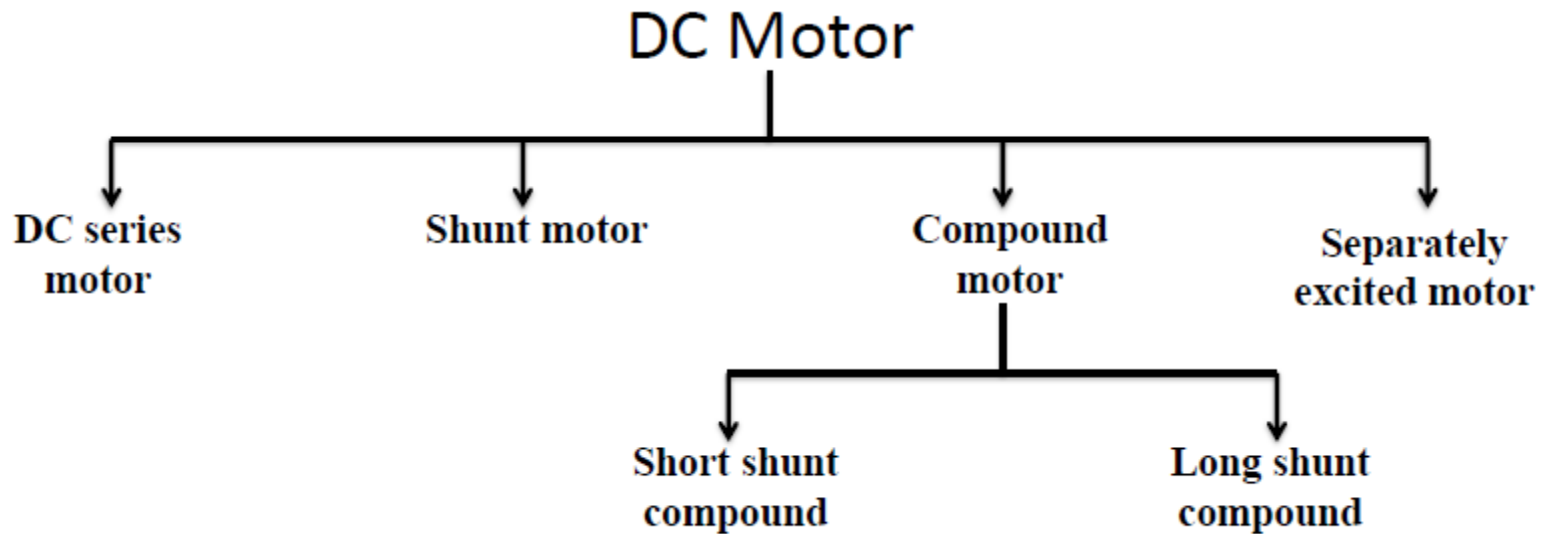 DC Motor
DC series
motor
Shunt motor
Compound
motor
Separately
excited motor
Short shunt
compound
Long shunt
compound